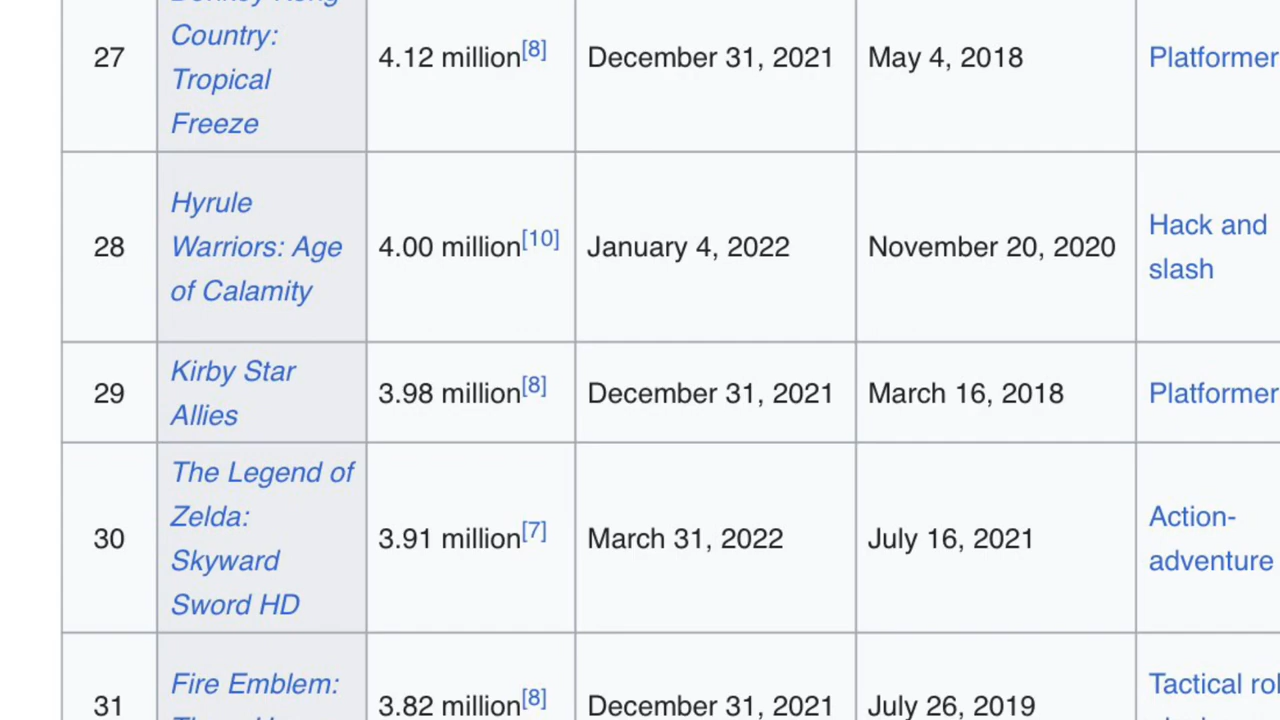 Country:
27 4.12 million[8] December 31, 2021 May 4, 2018 Platformer
Tropical
Freeze
Hyrule
Hack and
28 Warriors: Age 4.00 million[10] January 4, 2022 November 20, 2020
slash
of Calamity
Kirby Star
29 3.98 million[8] December 31, 2021 March 16, 2018 Platformer
Allies
The Legend of
Zelda:
Action-
30 3.91 million[7] March 31, 2022 July 16, 2021
Skyward
adventure
Sword HD
Fire Emblem:
Tactical rol
31 3.82 million[8] December 31, 2021 July 26, 2019